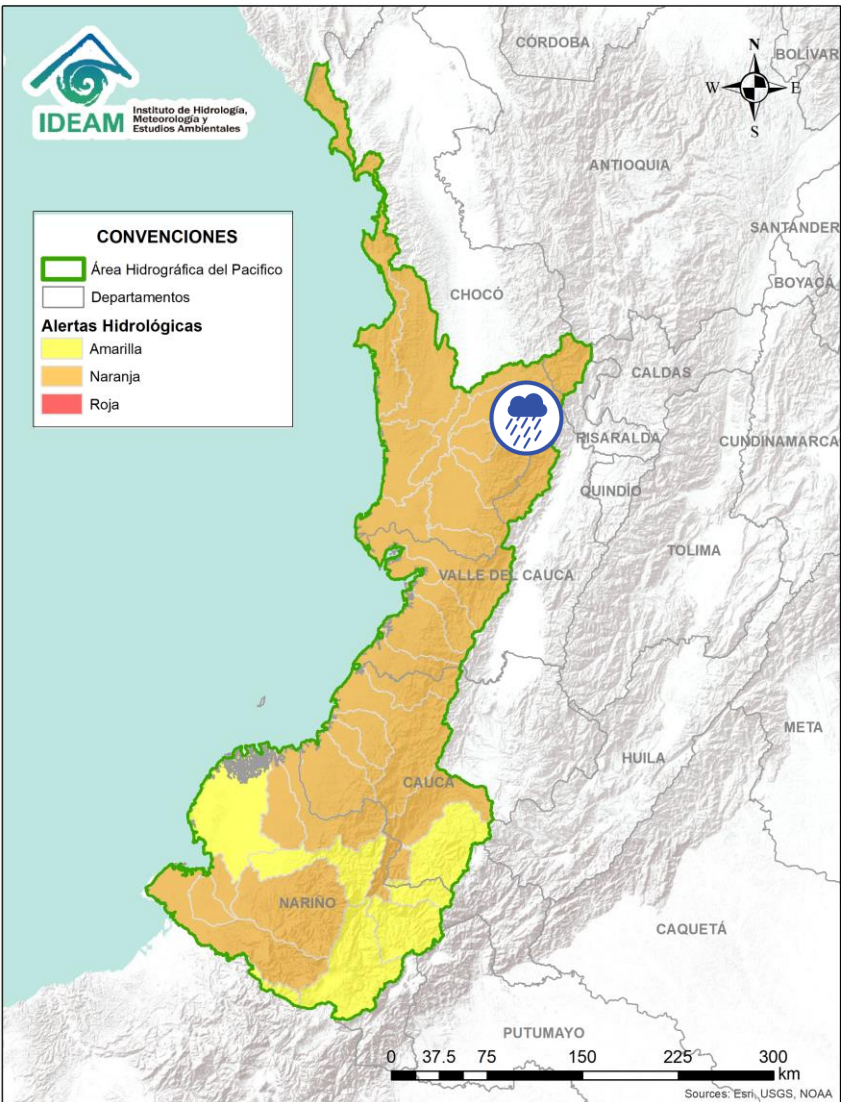 IDEAM
Instituto de Hidrología,
Meteorología y
Estudios Ambientales
CÓRDOBA
BOLÍVAR
N
W E
S
ANTIOQUIA
SANTANDER
CONVENCIONES
Área Hidrográfica del Pacifico
Departamentos
Alertas Hidrológicas
Amarilla
Naranja
Roja
BOYACÁ
CHOCÓ
CALDAS
RISARALDA
CUNDINAMARCA
QUINDÍO
TOLIMA
VALLE DEL CAUCA
META
HUILA
CAUCA
NARIÑO
CAQUETÁ
PUTUMAYO
0 37.5 75 150 225 300
km
Sources: Esri, USGS, NOAA